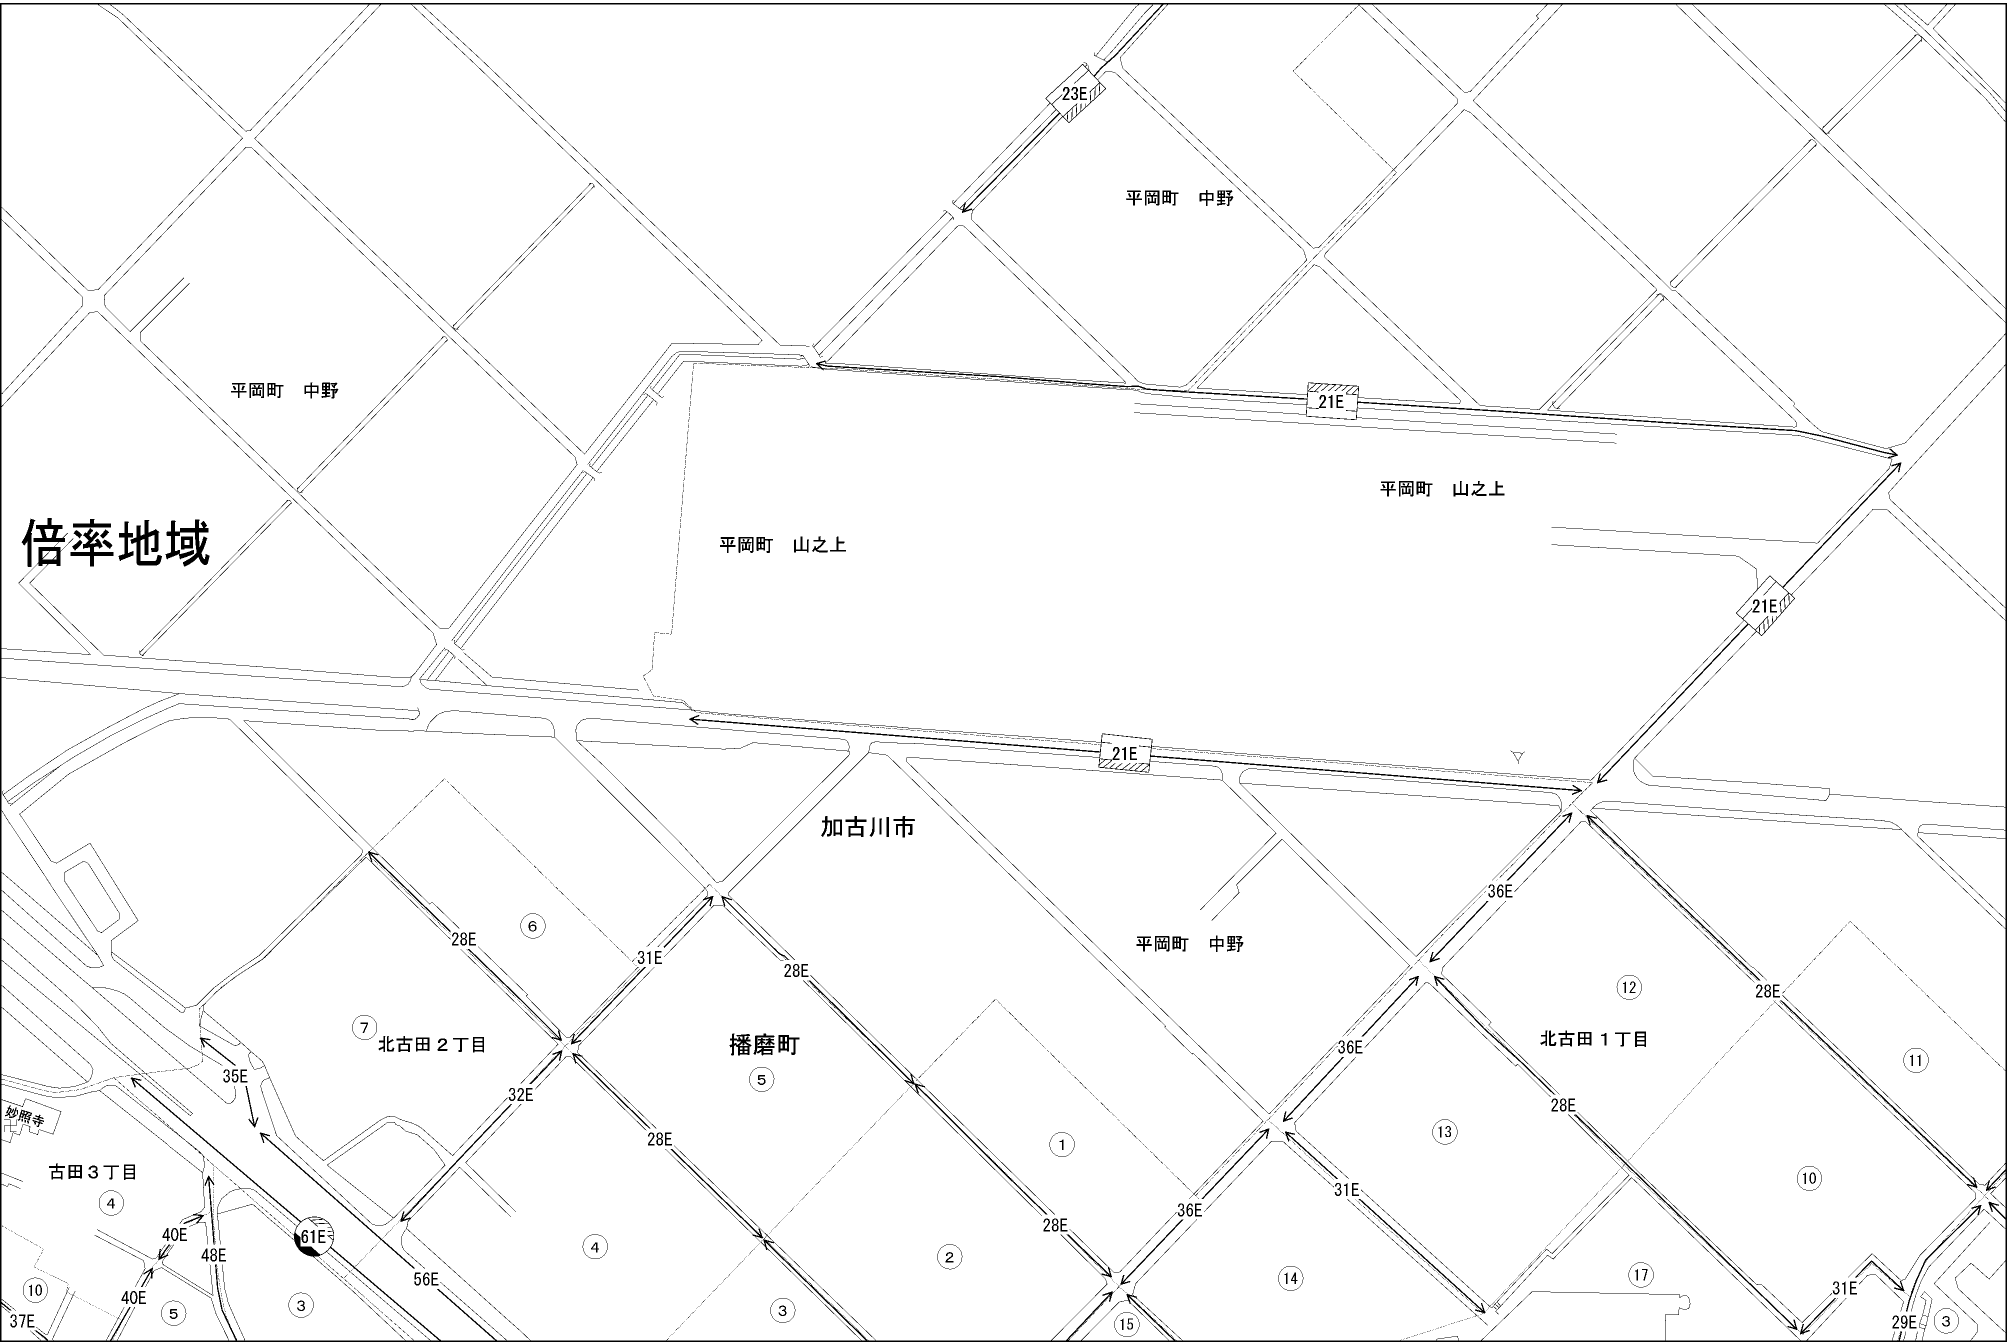 23E
平岡町　中野
平岡町　中野
21E
平岡町　山之上
倍率地域
平岡町　山之上
21E
21E
加古川市
36E
28E
⑥
31E
28E
平岡町　中野
⑫
28E
⑦
北古田２丁目
播磨町
36E
北古田１丁目
⑪
35E
⑤
32E
28E
28E
妙照寺
①
⑬
古田３丁目
④
31E
⑩
36E
40E
48E
61E
28E
④
②
56E
⑭
⑰
31E
⑩
40E
⑤
③
③
37E
⑮
29E
③